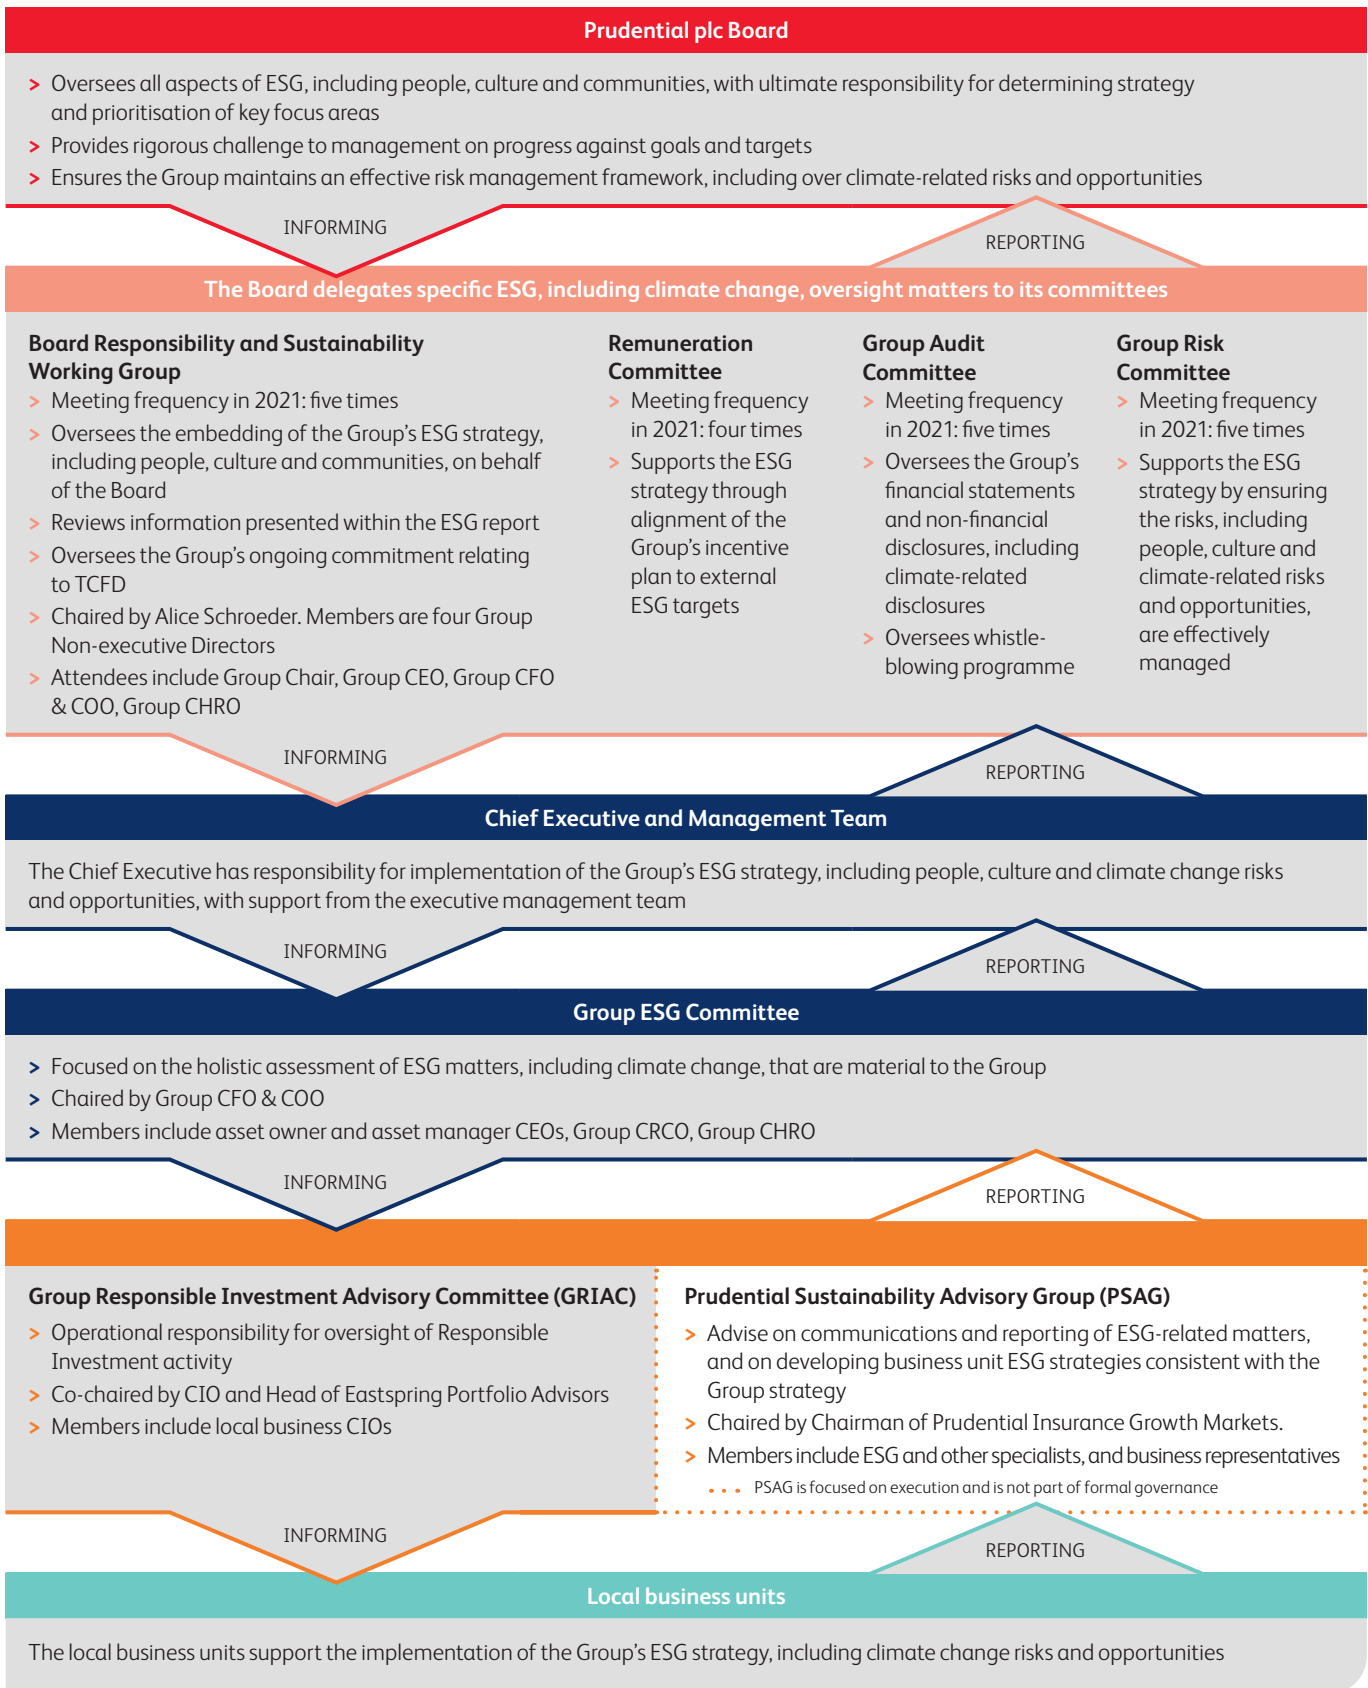 Prudential plc Board
> Oversees all aspects of ESG, including people, culture and communities, with ultimate responsibility for determining strategy
and prioritisation of key focus areas
> Provides rigorous challenge to management on progress against goals and targets
> Ensures the Group maintains an effective risk management framework, including over climate-related risks and opportunities
INFORMING
REPORTING
The Board delegates specific ESG, including climate change, oversight matters to its committees
Board Responsibility and Sustainability
Working Group
> Meeting frequency in 2021: five times
> Oversees the embedding of the Group's ESG strategy,
including people, culture and communities, on behalf
of the Board
> Reviews information presented within the ESG report
> Oversees the Group's ongoing commitment relating
to TCFD
> Chaired by Alice Schroeder. Members are four Group
Non-executive Directors
> Attendees include Group Chair, Group CEO, Group CFO
& COO, Group CHRO
Remuneration
Committee
> Meeting frequency
in 2021: four times
> Supports the ESG
strategy through
alignment of the
Group's incentive
plan to external
ESG targets
Group Audit
Committee
> Meeting frequency
in 2021: five times
> Oversees the Group's
financial statements
and non-financial
disclosures, including
climate-related
disclosures
> Oversees whistle-
blowing programme
Group Risk
Committee
> Meeting frequency
in 2021: five times
> Supports the ESG
strategy by ensuring
the risks, including
people, culture and
climate-related risks
and opportunities,
are effectively
managed
INFORMING
REPORTING
Chief Executive and Management Team
The Chief Executive has responsibility for implementation of the Group's ESG strategy, including people, culture and climate change risks
and opportunities, with support from the executive management team
INFORMING
REPORTING
Group ESG Committee
> Focused on the holistic assessment of ESG matters, including climate change, that are material to the Group
> Chaired by Group CFO & COO
> Members include asset owner and asset manager CEOs, Group CRCO, Group CHRO
INFORMING
REPORTING
Group Responsible Investment Advisory Committee (GRIAC)
> Operational responsibility for oversight of Responsible
Investment activity
> Co-chaired by CIO and Head of Eastspring Portfolio Advisors
> Members include local business CIOs
Prudential Sustainability Advisory Group (PSAG)
> Advise on communications and reporting of ESG-related matters,
and on developing business unit ESG strategies consistent with the
Group strategy
> Chaired by Chairman of Prudential Insurance Growth Markets.
> Members include ESG and other specialists, and business representatives
PSAG is focused on execution and is not part of formal governance
INFORMING
REPORTING
Local business units
The local business units support the implementation of the Group's ESG strategy, including climate change risks and opportunities